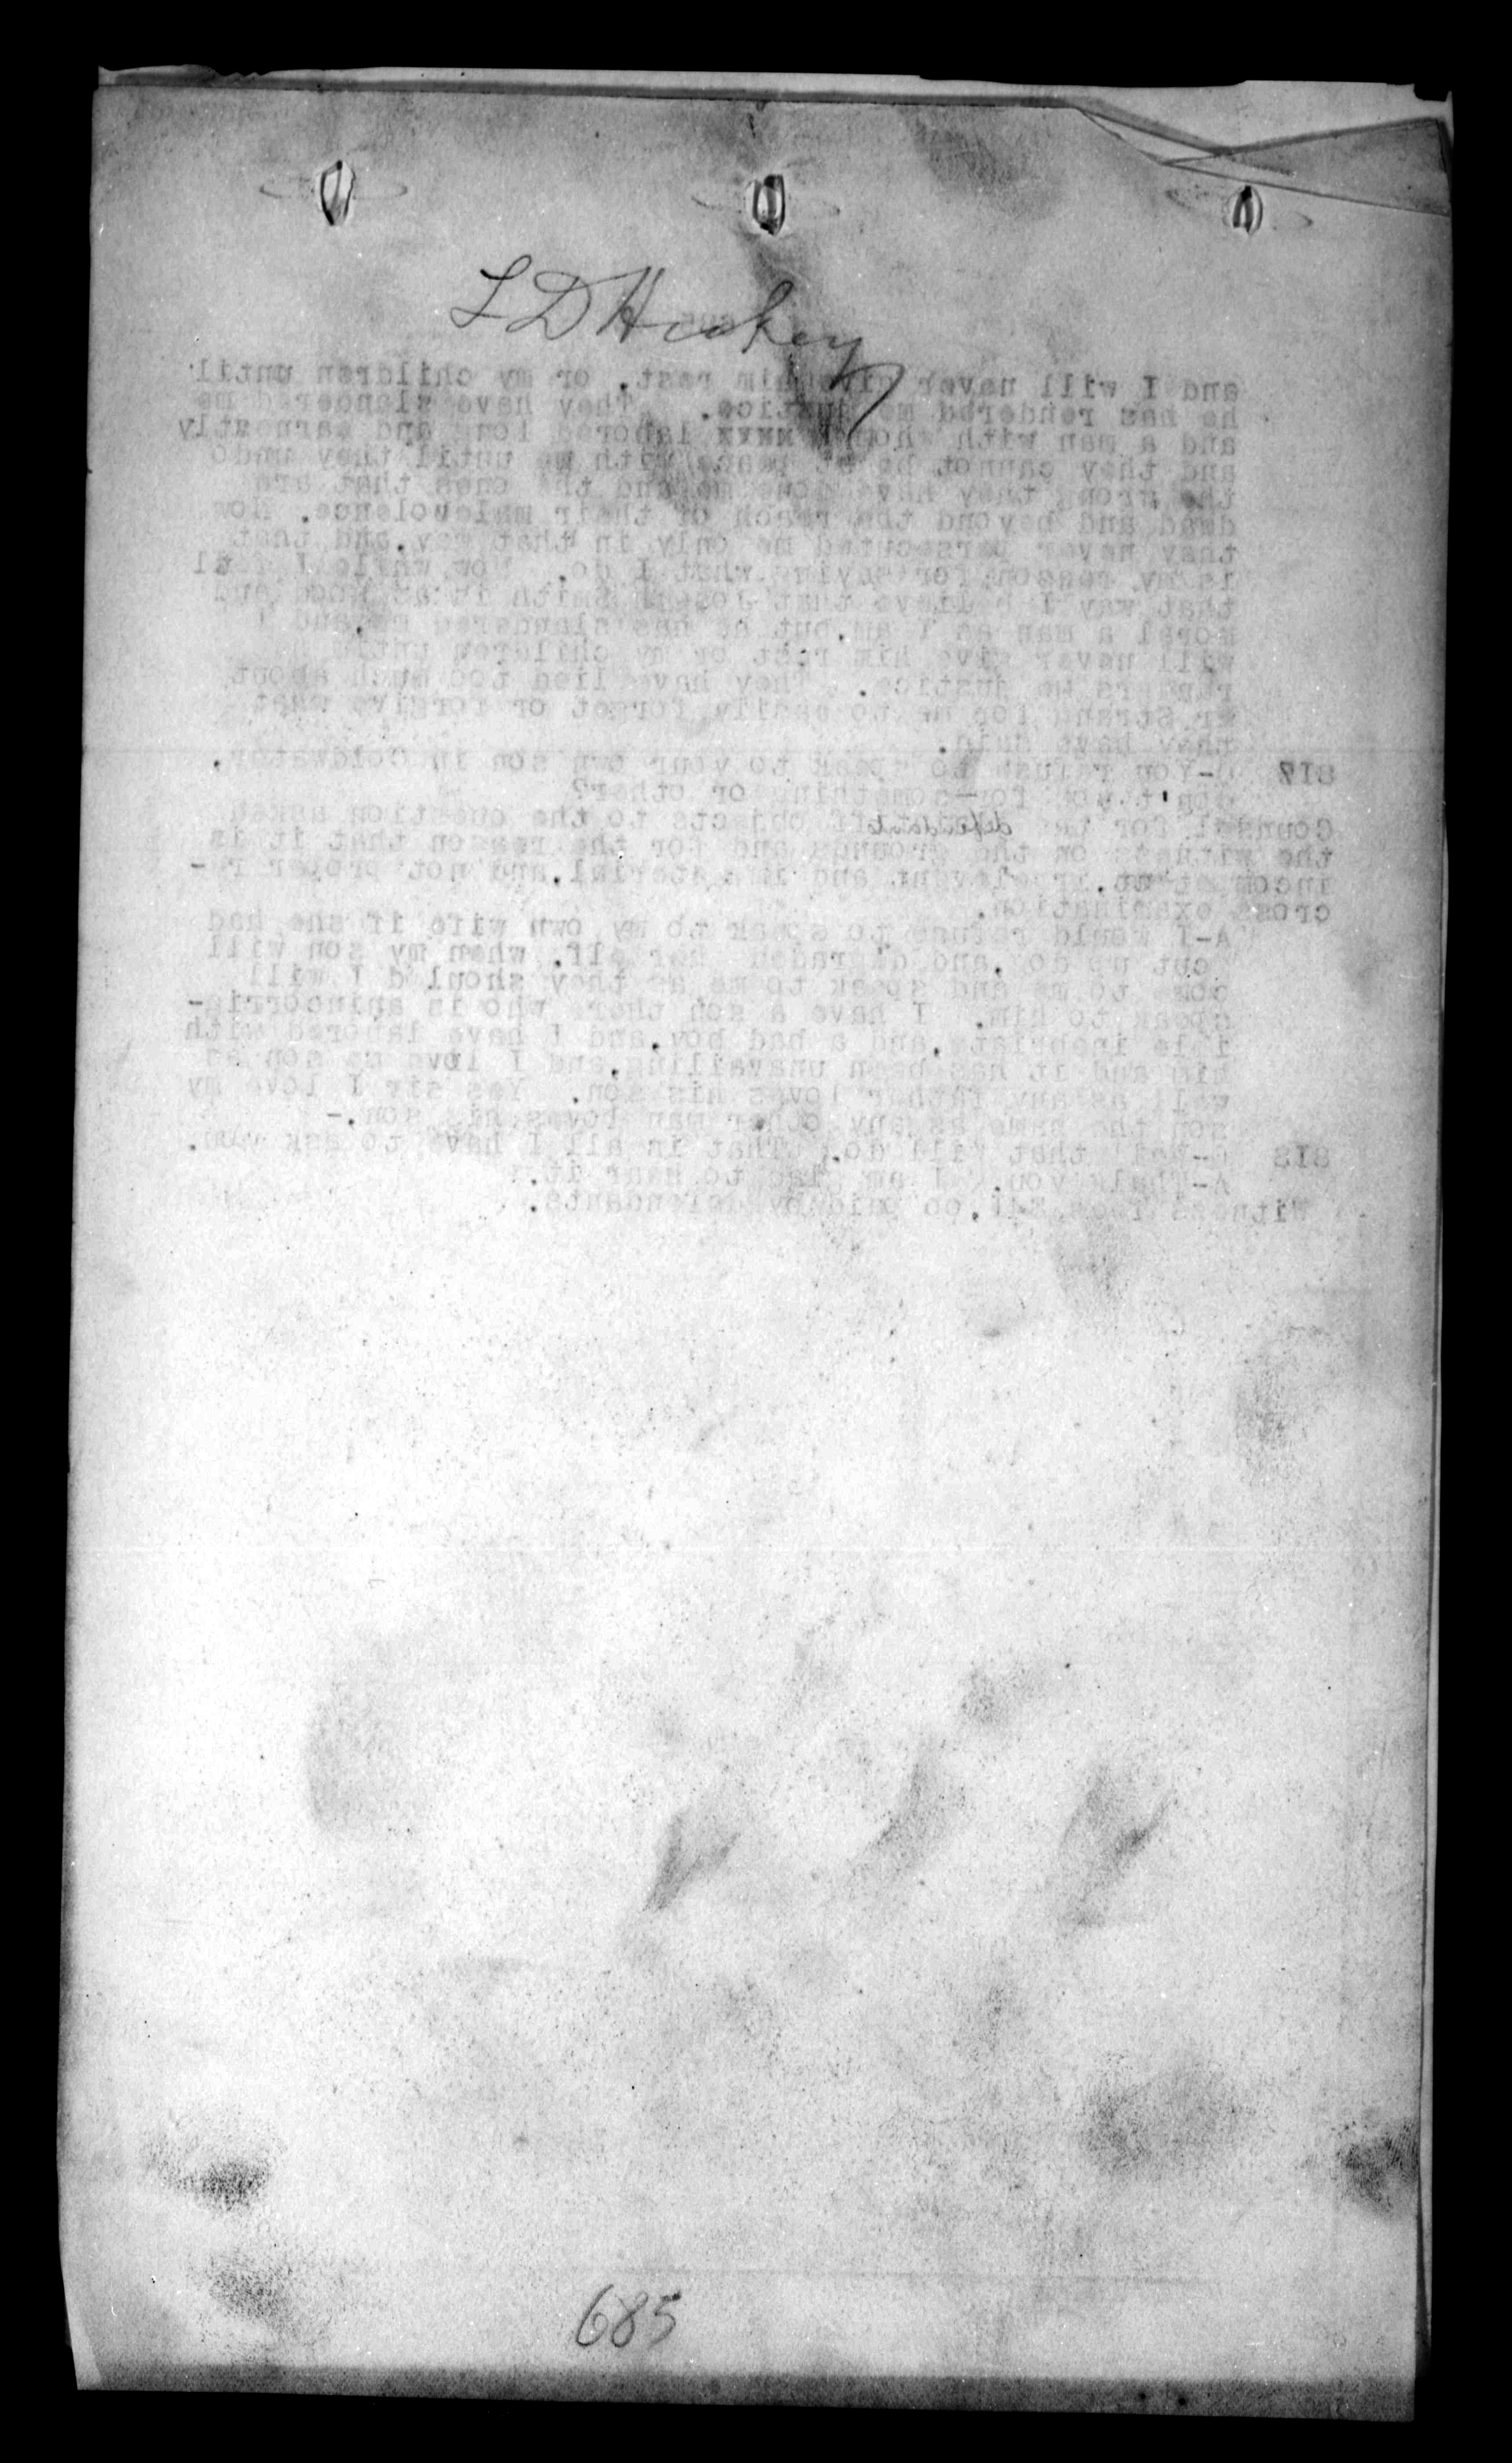 L D Hickey
and I will never give him rest, or my children until
he has rendered me justice. They have slandered me
and a man with whom I xxxx labored long and earnestly
and they cannot be at peace with me until they undo
the wrong they have done me and the ones that are
dead and beyond the reach of their malevolence. Now
they never persecuted me only in that way, and that
is my reason for saying what I do. Now while I feel
that way I believe that Joseph Smith is as good and
moral a man as I am, but he has slandered me, and I
will never give him rest or my children until he
renders me justice. They have lied too much about
Mr Strang for me to easily forget or forgive what
they have said.
817 Q-You refuse to speak to your own son in Coldwater,
don't you for something or other?
Counsel for the defendants objects to the question asked
the witness on the grounds and for the reason that it is
incompetent, irrelevant and immaterial, and not proper re-
cross examination.
A-I would refuse to speak to my own wife if she had
cut up so, and degraded herself, when my son will
come to me and speak to me as they should I will
speak to him. I have a son there who is an incorrig-
ible inebriate, and a bad boy, and I have labored with
him and it has been unavailing, and I love my son as
well as any father loves his son. Yes sir I love my
son the same as any other man loves his son.-
818 Q-Well that will do. That is all I have to ask you.
A-Thank you. I am glad to hear it.
Witness fees paid by defendants.
685